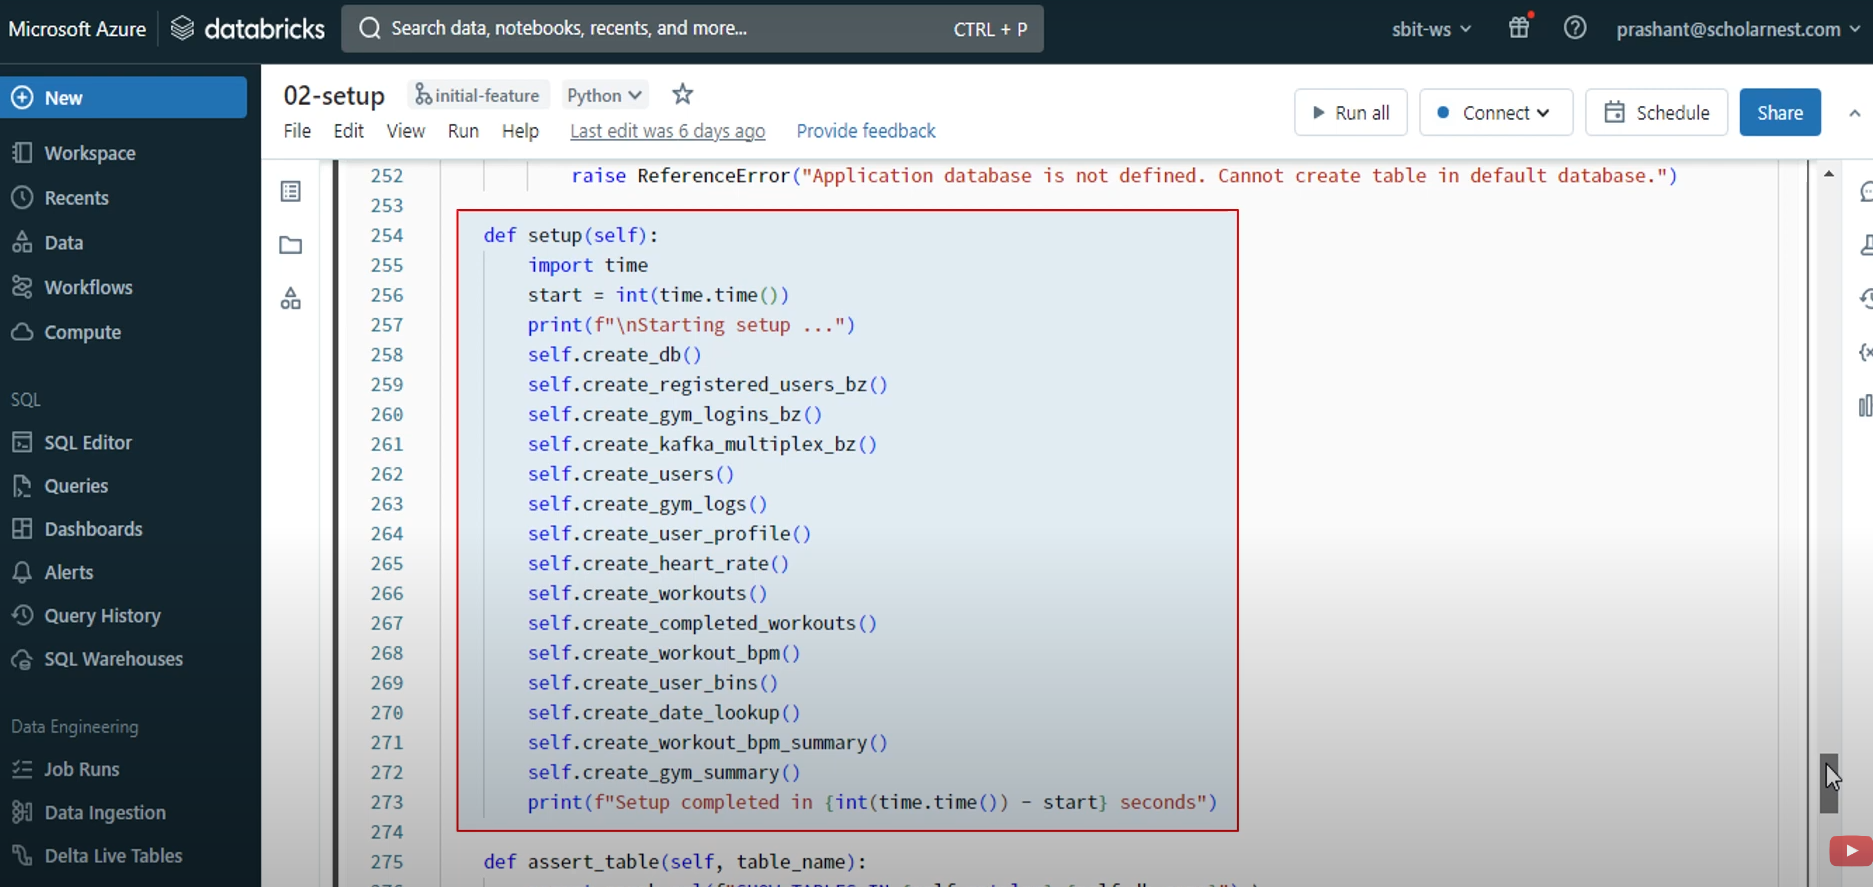 Microsoft Azure databricks Search data, notebooks, recents, and more... CTRL + P sbit-ws prashant@scholarnest.com
New
Workspace
Recents
Data
Workflows
Compute
SQL
SQL Editor
Queries
Dashboards
Alerts
Query History
SQL Warehouses
Data Engineering
Job Runs
Data Ingestion
Delta Live Tables
02-setup initial-feature Python
File Edit View Run Help Last edit was 6 days ago Provide feedback
Run all Connect Schedule Share
252 raise ReferenceError("Application database is not defined. Cannot create table in default database.")
253
254 def setup(self):
255 import time
256 start = int(time.time())
257 print(f"\nStarting setup ...")
258 self.create_db()
259 self.create_registered_users_bz()
260 self.create_gym_logins_bz()
261 self.create_kafka_multiplex_bz()
262 self.create_users()
263 self.create_gym_logs()
264 self.create_user_profile()
265 self.create_heart_rate()
266 self.create_workouts()
267 self.create_completed_workouts()
268 self.create_workout_bpm()
269 self.create_user_bins()
270 self.create_date_lookup()
271 self.create_workout_bpm_summary()
272 self.create_gym_summary()
273 print(f"Setup completed in {int(time.time()) - start} seconds")
274
275 def assert_table(self, table_name):